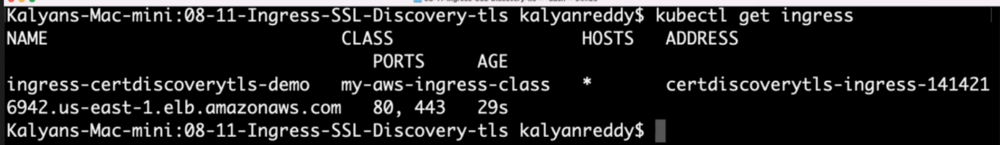 Kalyans-Mac-mini:08-11-Ingress-SSL-Discovery-tls kalyanreddy$ kubectl get ingress
NAME CLASS HOSTS ADDRESS
PORTS AGE
ingress-certdiscoverytls-demo my-aws-ingress-class * certdiscoverytls-ingress-141421
6942.us-east-1.elb.amazonaws.com 80, 443 29s
Kalyans-Mac-mini:08-11-Ingress-SSL-Discovery-tls kalyanreddy$